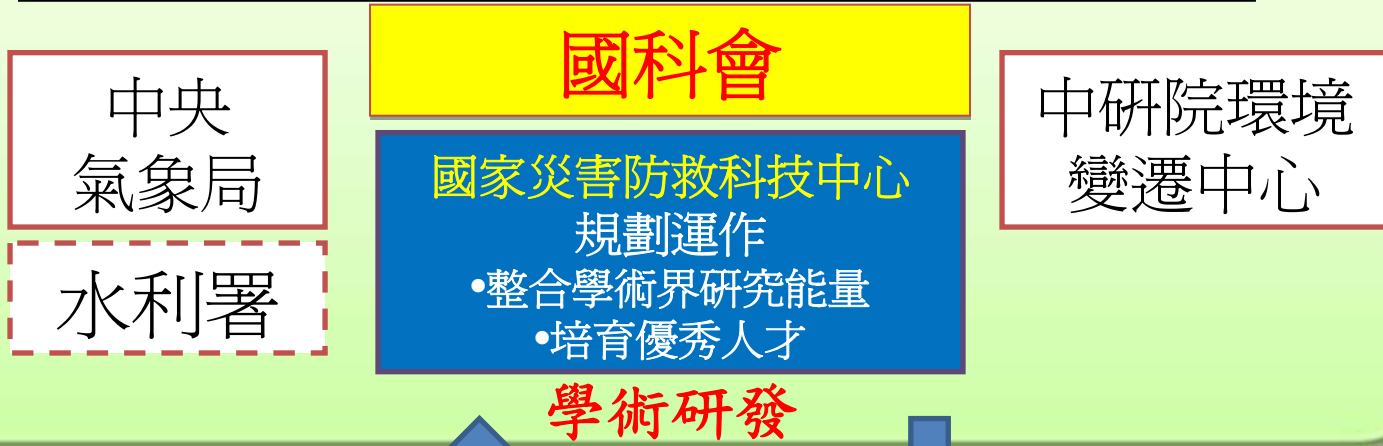 國科會
中央
氣象局
水利署
國家災害防救科技中心
規劃運作
•整合學術界研究能量
•培育優秀人才
中研院環境
變遷中心
學術研發